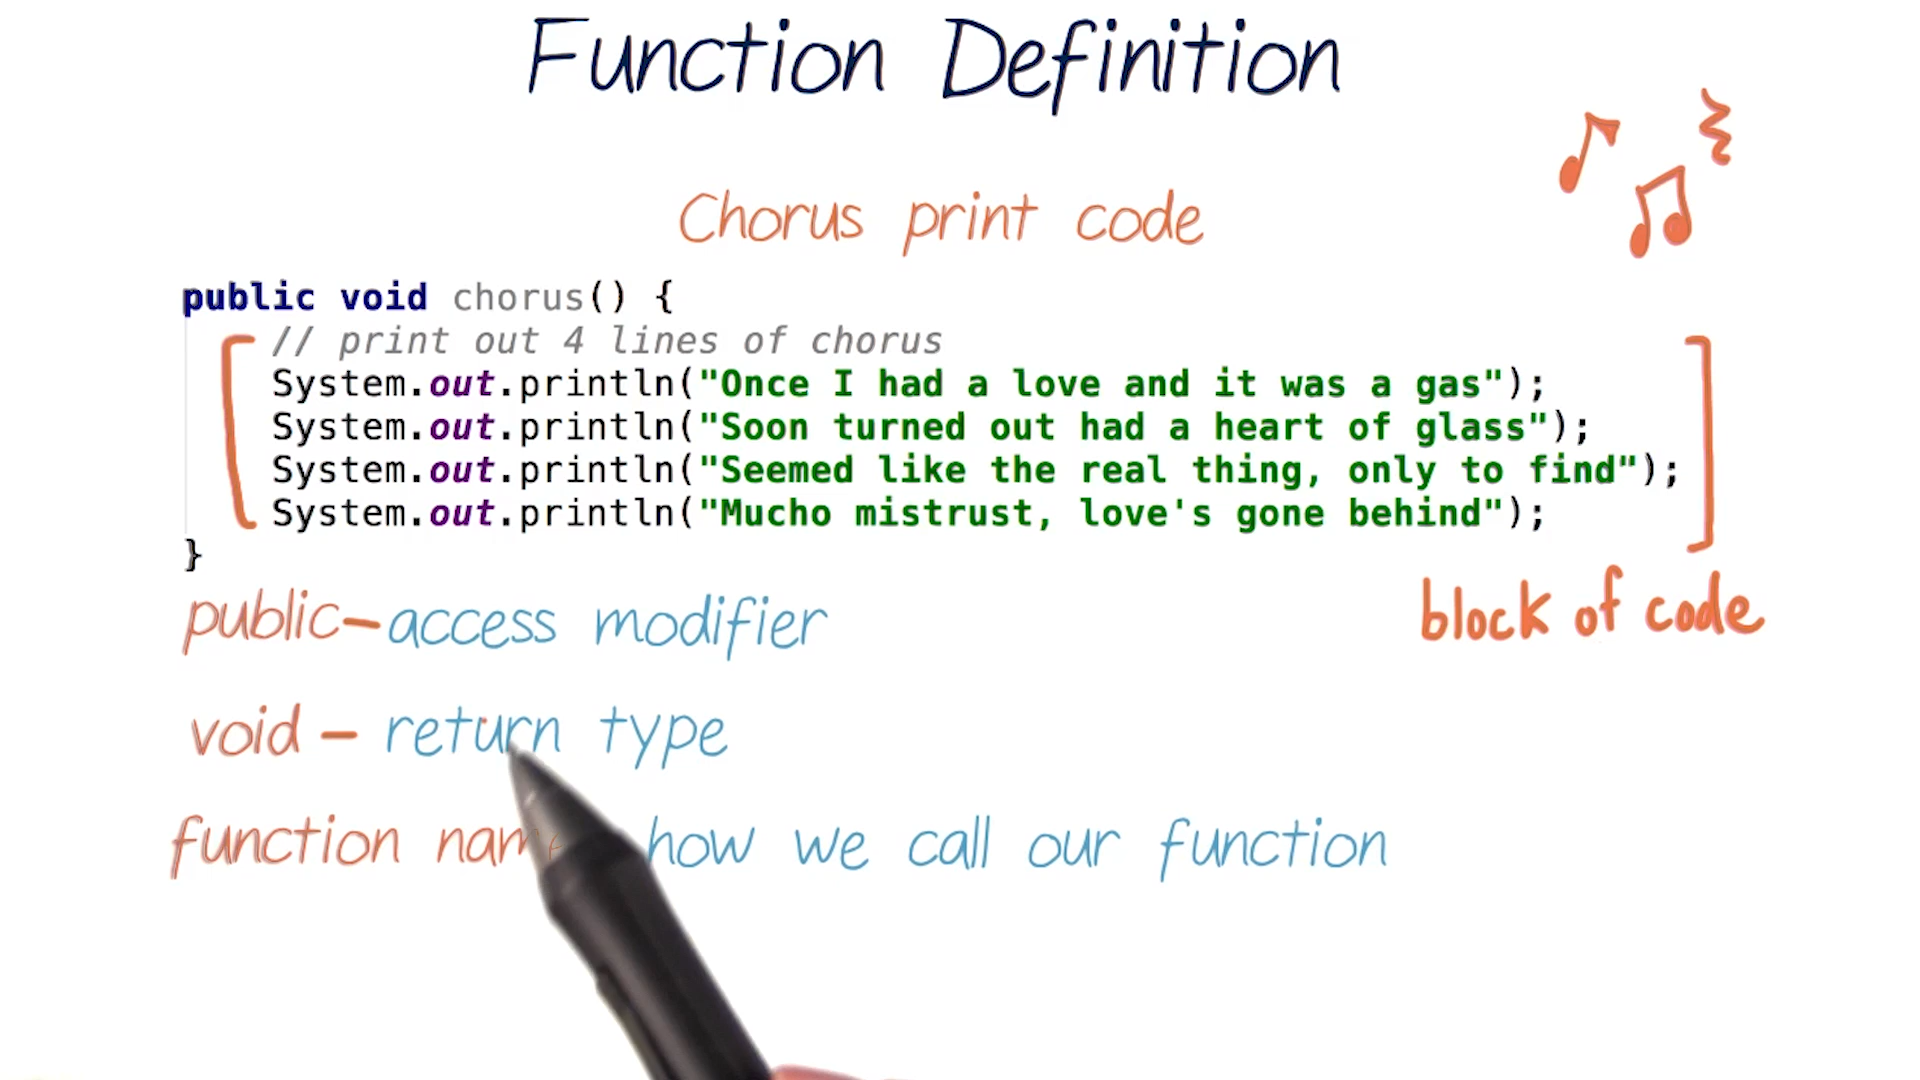 Function Definition
Chorus print code
public void chorus() {
// print out 4 lines of chorus
System.out.println("Once I had a love and it was a gas");
System.out.println("Soon turned out had a heart of glass");
System.out.println("Seemed like the real thing, only to find");
System.out.println("Mucho mistrust, love's gone behind");
}
block of code
public-access modifier
void - return type
function name how we call our function